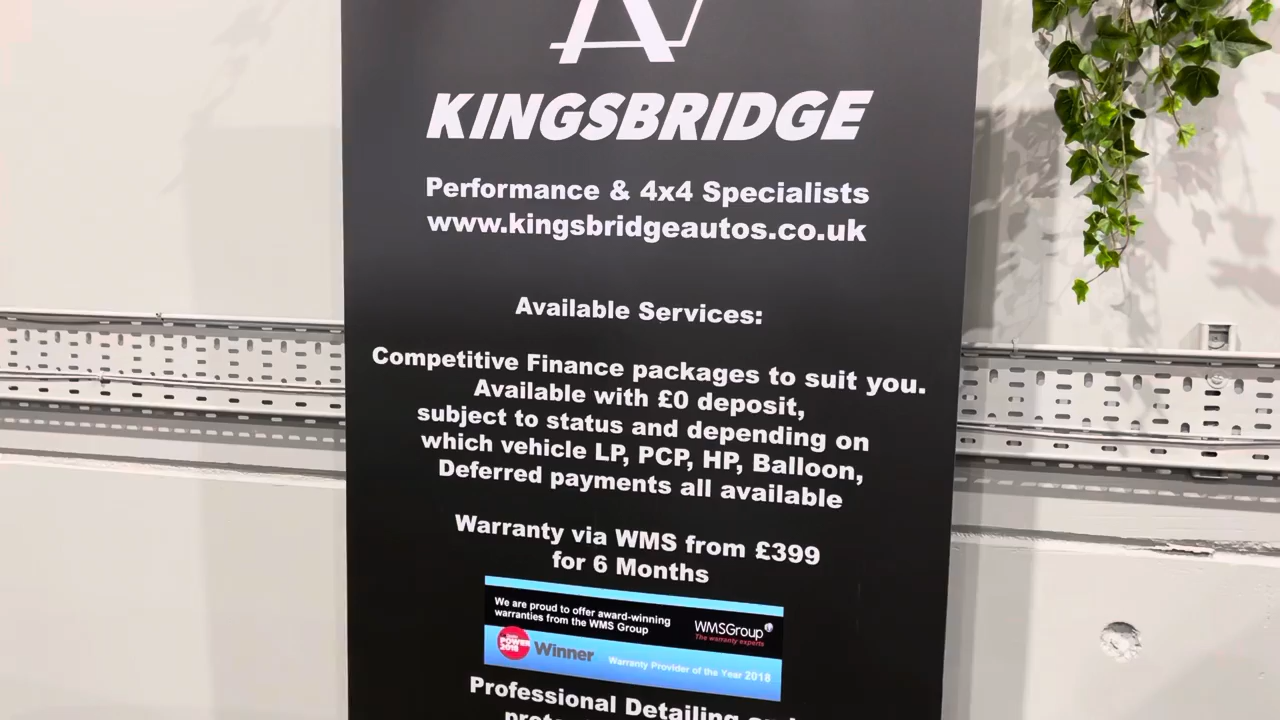 KINGSBRIDGE
Performance & 4x4 Specialists
www.kingsbridgeautos.co.uk
Available Services:
Competitive Finance packages to suit you.
Available with £0 deposit,
subject to status and depending on
which vehicle LP, PCP, HP, Balloon,
Deferred payments all available
Warranty via WMS from £399
for 6 Months
We are proud to offer award-winning
warranties from the WMS Group
WMSGroup
The warranty experts
POWER
2018
Winner
Warranty Provider of the Year 2018
Professional Detailing